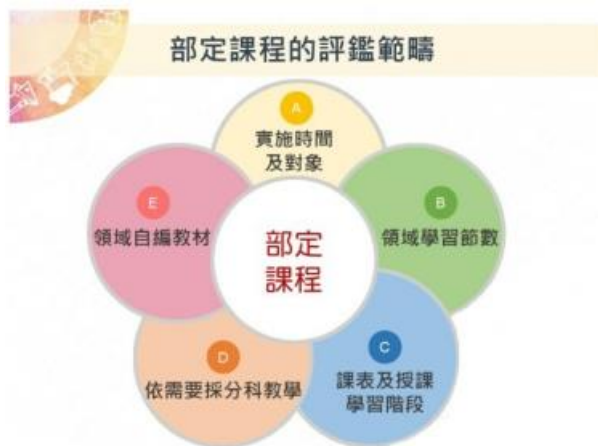 部定課程的評鑑範疇
A
實施時間
及對象
B
領域學習節數
C
課表及授課
學習階段
D
依需要採分科教學
E
領域自編教材
部定
課程